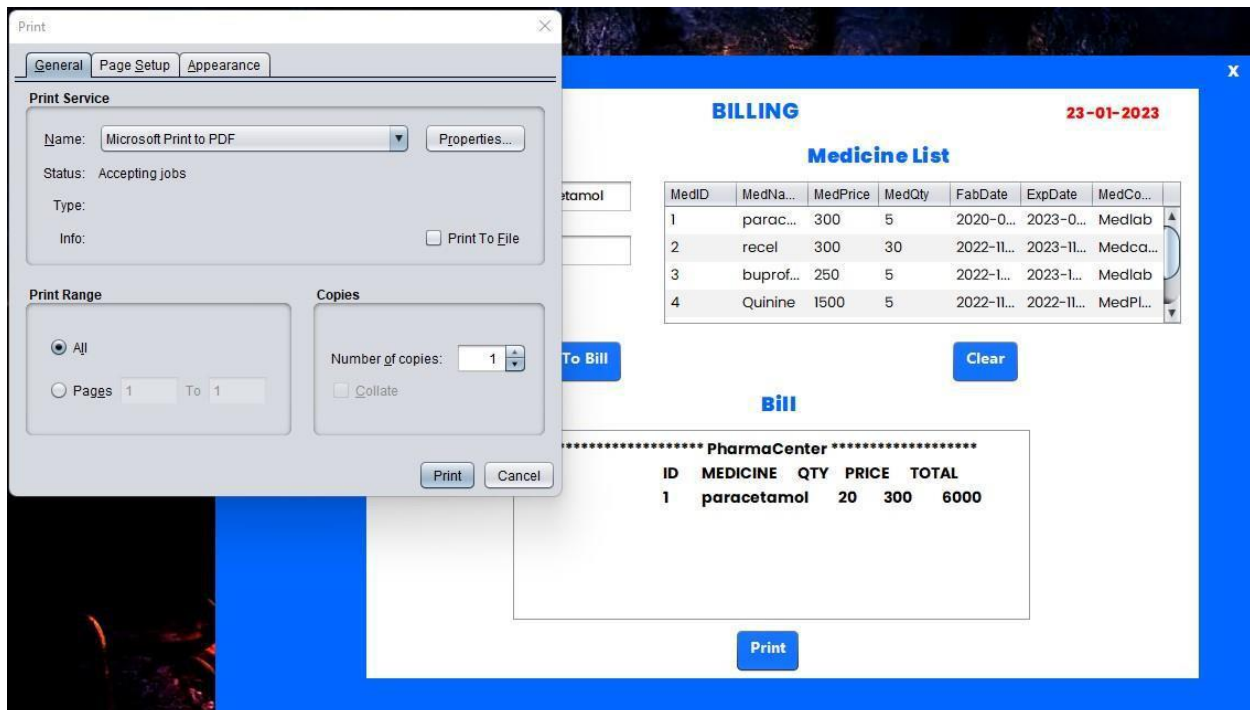 Print
General Page Setup Appearance
Print Service
Name: Microsoft Print to PDF Properties...
Status: Accepting jobs
Type:
Info: Print To File
Print Range
All
Pages 1 To 1
Copies
Number of copies: 1
Collate
Print Cancel
x
BILLING
23-01-2023
Medicine List
etamol
MedID MedNa... MedPrice MedQty FabDate ExpDate MedCo...
1 parac... 300 5 2020-0... 2023-0... Medlab
2 recel 300 30 2022-11... 2023-11... Medca...
3 buprof... 250 5 2022-1... 2023-1... Medlab
4 Quinine 1500 5 2022-11... 2022-11... MedPl...
To Bill
Clear
Bill
******************* PharmaCenter *******************
ID MEDICINE QTY PRICE TOTAL
1 paracetamol 20 300 6000
Print